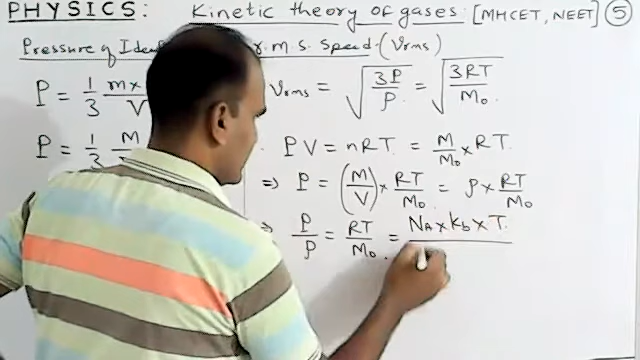 PHYSICS: Kinetic theory of gases: [MHCET, NEET] ⑤
Pressure of r.m.s. Speed (Vrms)
P = 1/3 mx/V
Vrms = √(3P/ρ) = √(3RT/M₀)
P = 1/3 M
PV = nRT = M/M₀ × RT
⇒ P = (M/V) × RT/M₀ = ρ × RT/M₀
⇒ P/ρ = RT/M₀ = NA × Kb × T